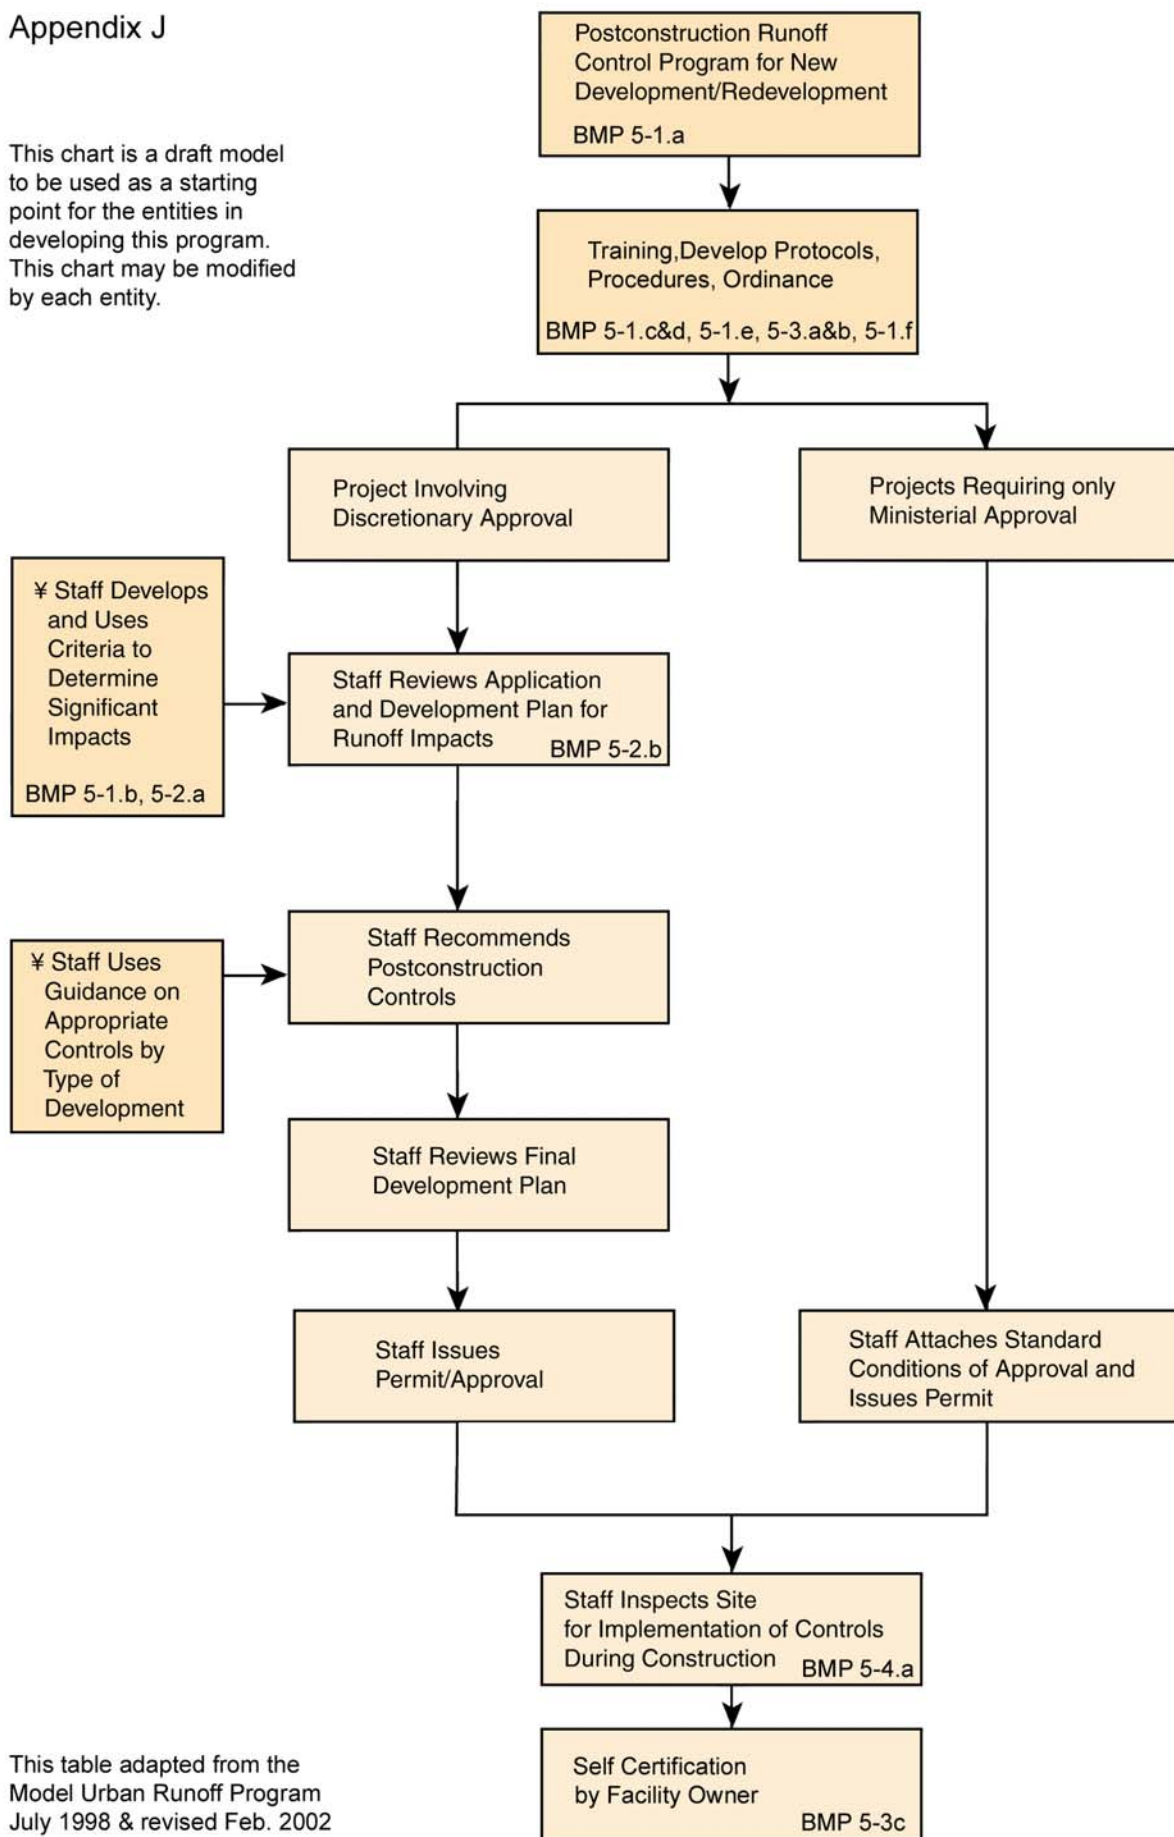 Appendix J
This chart is a draft model
to be used as a starting
point for the entities in
developing this program.
This chart may be modified
by each entity.
Postconstruction Runoff
Control Program for New
Development/Redevelopment
BMP 5-1.a
Training,Develop Protocols,
Procedures, Ordinance
BMP 5-1.c&d, 5-1.e, 5-3.a&b, 5-1.f
Project Involving
Discretionary Approval
Projects Requiring only
Ministerial Approval
¥ Staff Develops
and Uses
Criteria to
Determine
Significant
Impacts
BMP 5-1.b, 5-2.a
Staff Reviews Application
and Development Plan for
Runoff Impacts
BMP 5-2.b
¥ Staff Uses
Guidance on
Appropriate
Controls by
Type of
Development
Staff Recommends
Postconstruction
Controls
Staff Reviews Final
Development Plan
Staff Issues
Permit/Approval
Staff Attaches Standard
Conditions of Approval and
Issues Permit
Staff Inspects Site
for Implementation of Controls
During Construction
BMP 5-4.a
Self Certification
by Facility Owner
BMP 5-3c
This table adapted from the
Model Urban Runoff Program
July 1998 & revised Feb. 2002